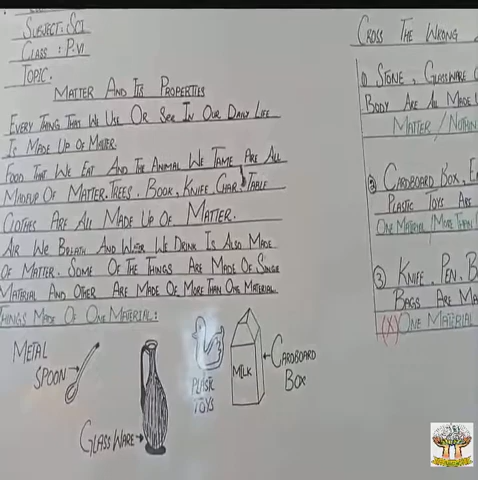 SUBJECT: SCI
CLASS: P-VI
TOPIC.
MATTER AND ITS PROPERTIES
EVERY THING THAT WE USE OR SEE IN OUR DAILY LIFE
IS MADE UP OF MATTER.
FOOD THAT WE EAT AND THE ANIMAL WE TAME ARE ALL
MADEUP OF MATTER. TREES, BOOK, KNIFE, CHAIR, TABLE
CLOTHES ARE ALL MADE UP OF MATTER.
AIR WE BREATH AND WATER WE DRINK IS ALSO MADE
OF MATTER. SOME OF THE THINGS ARE MADE OF SINGE
MATERIAL AND OTHER ARE MADE OF MORE THAN ONE MATERIAL.
THINGS MADE OF ONE MATERIAL:
METAL
SPOON
GLASS WARE
PLASTIC
TOYS
MILK
CARDBOARD
BOX
CROSS THE WRONG
① STONE, GLASSWARE
BODY ARE ALL MADE
MATTER / NOTHIN
② CARDBOARD BOX,
PLASTIC TOYS ARE
ONE MATERIAL / MORE THAN
③ KNIFE, PEN,
BAGS ARE
(X) ONE MATERIAL